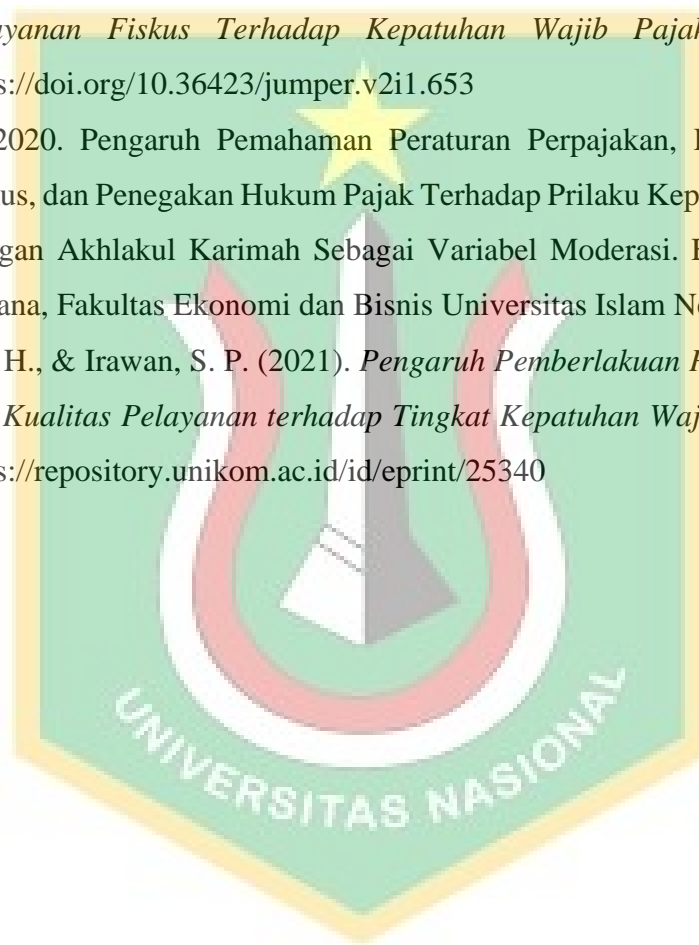 ayanan Fiskus Terhadap Kepatuhan Wajib Pajak
s://doi.org/10.36423/jumper.v2i1.653
2020. Pengaruh Pemahaman Peraturan Perpajakan,
us, dan Penegakan Hukum Pajak Terhadap Prilaku Kep
gan Akhlakul Karimah Sebagai Variabel Moderasi.
ana, Fakultas Ekonomi dan Bisnis Universitas Islam Ne
H., & Irawan, S. P. (2021). Pengaruh Pemberlakuan
Kualitas Pelayanan terhadap Tingkat Kepatuhan Waj
s://repository.unikom.ac.id/id/eprint/25340
UNIVERSITAS NASIONAL